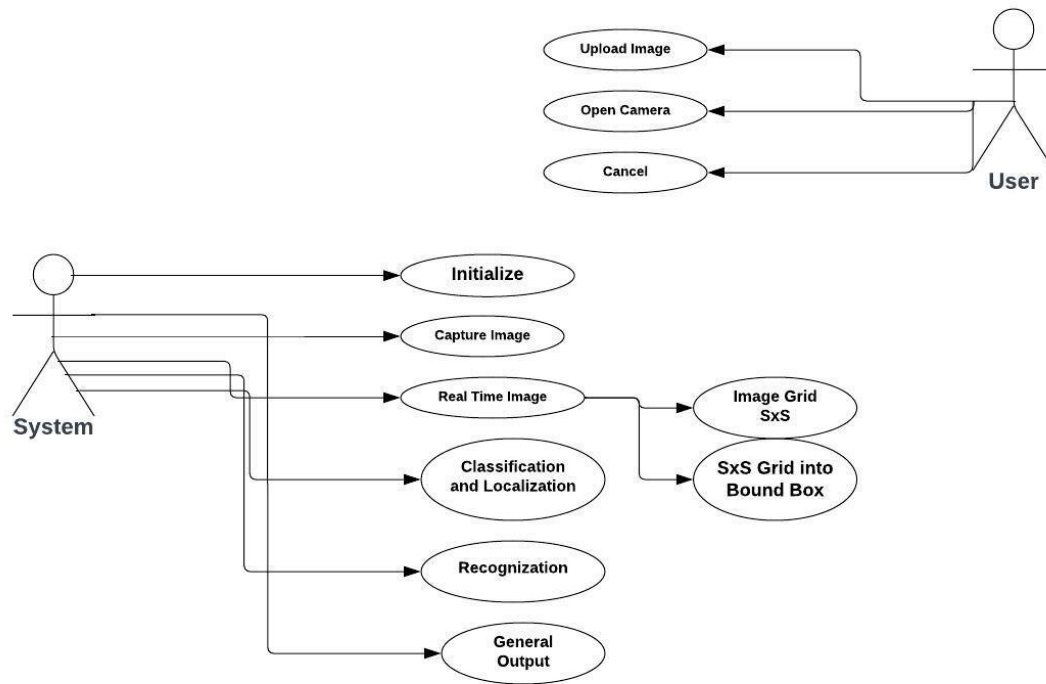 Upload Image
Open Camera
Cancel
User
Initialize
Capture Image
Real Time Image
Image Grid
SxS
System
Classification
and Localization
SxS Grid into
Bound Box
Recognization
General
Output